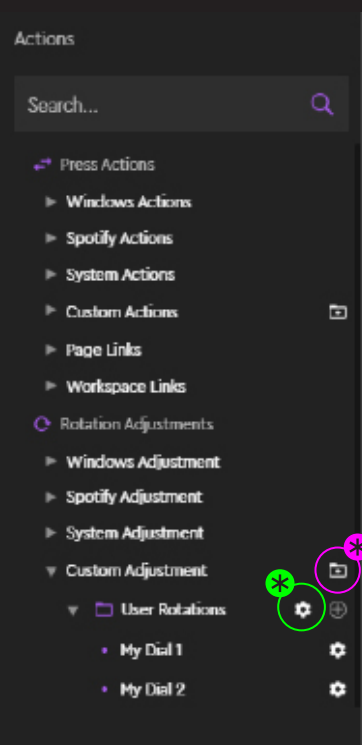 Actions
Search...
Press Actions
Windows Actions
Spotify Actions
System Actions
Custom Actions
Page Links
Workspace Links
Rotation Adjustments
Windows Adjustment
Spotify Adjustment
System Adjustment
Custom Adjustment
User Rotations
My Dial 1
My Dial 2